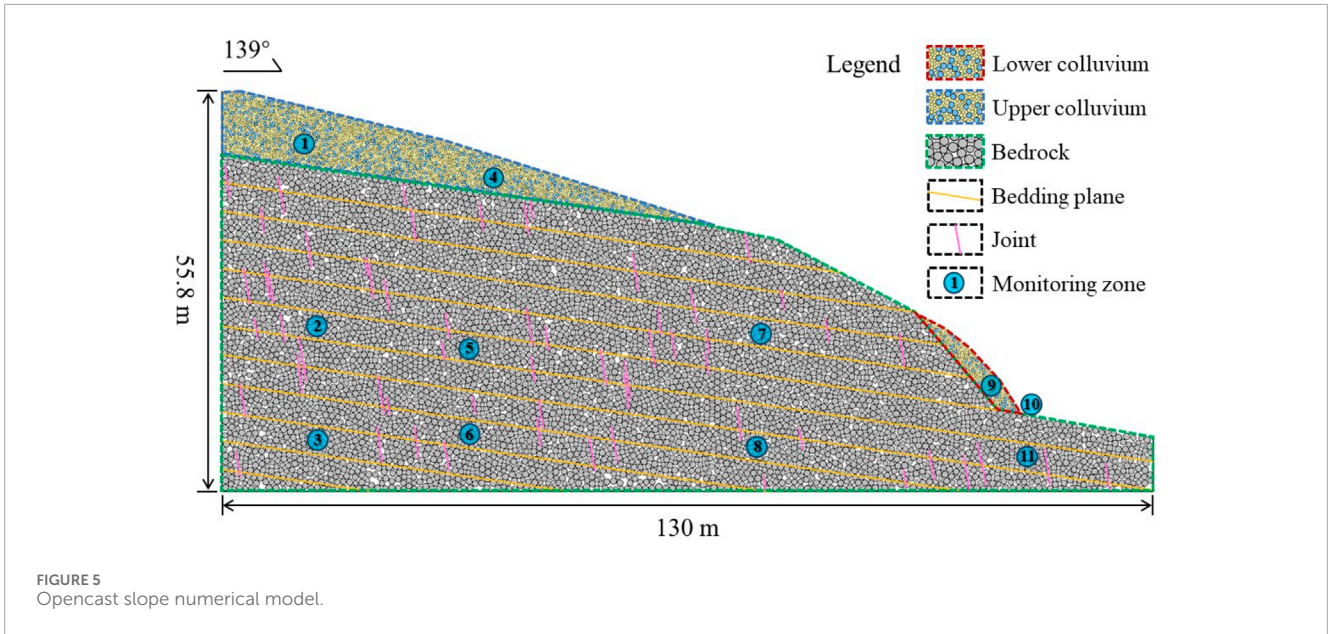 139°
Legend
Lower colluvium
Upper colluvium
Bedrock
Bedding plane
Joint
1 Monitoring zone
1
4
2
5
7
9
10
3
6
8
11
55.8 m
130 m
FIGURE 5
Opencast slope numerical model.